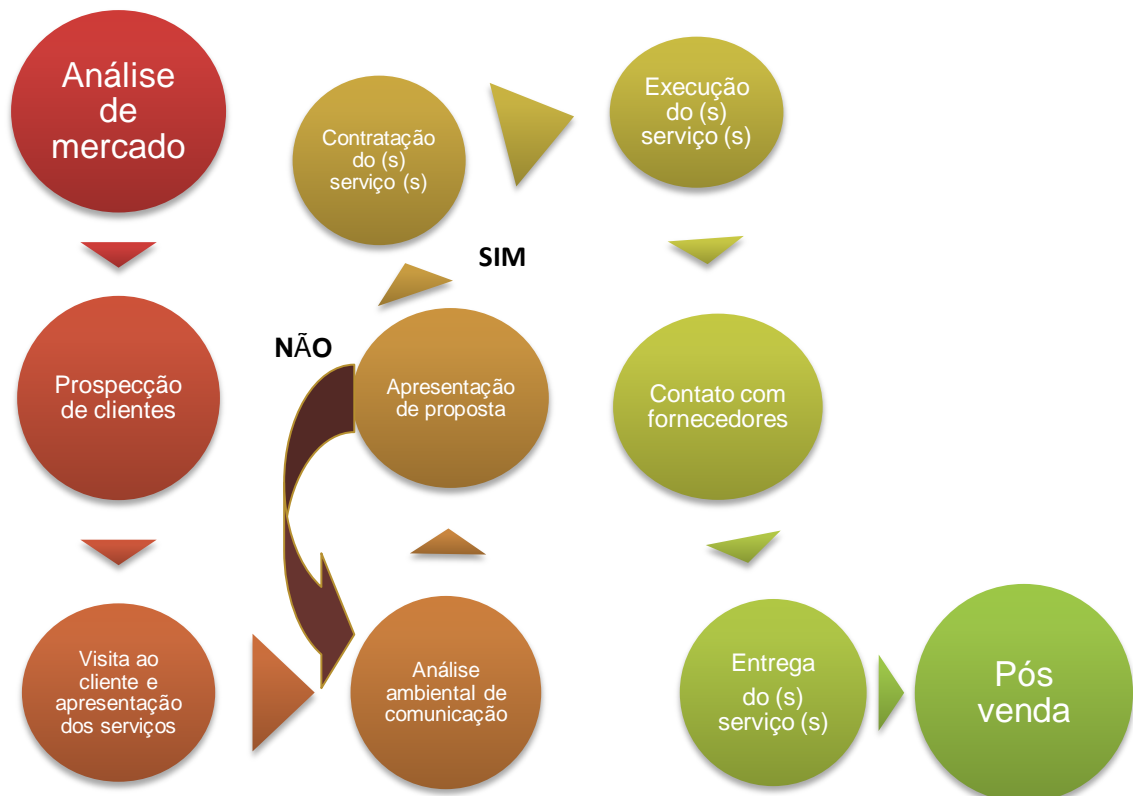 Análise
de
mercado
Prospecção
de clientes
Visita ao
cliente e
apresentação
dos serviços
Análise
ambiental de
comunicação
Apresentação
de proposta
NÃO
SIM
Contratação
do (s)
serviço (s)
Execução
do (s)
serviço (s)
Contato com
fornecedores
Entrega
do (s)
serviço (s)
Pós
venda